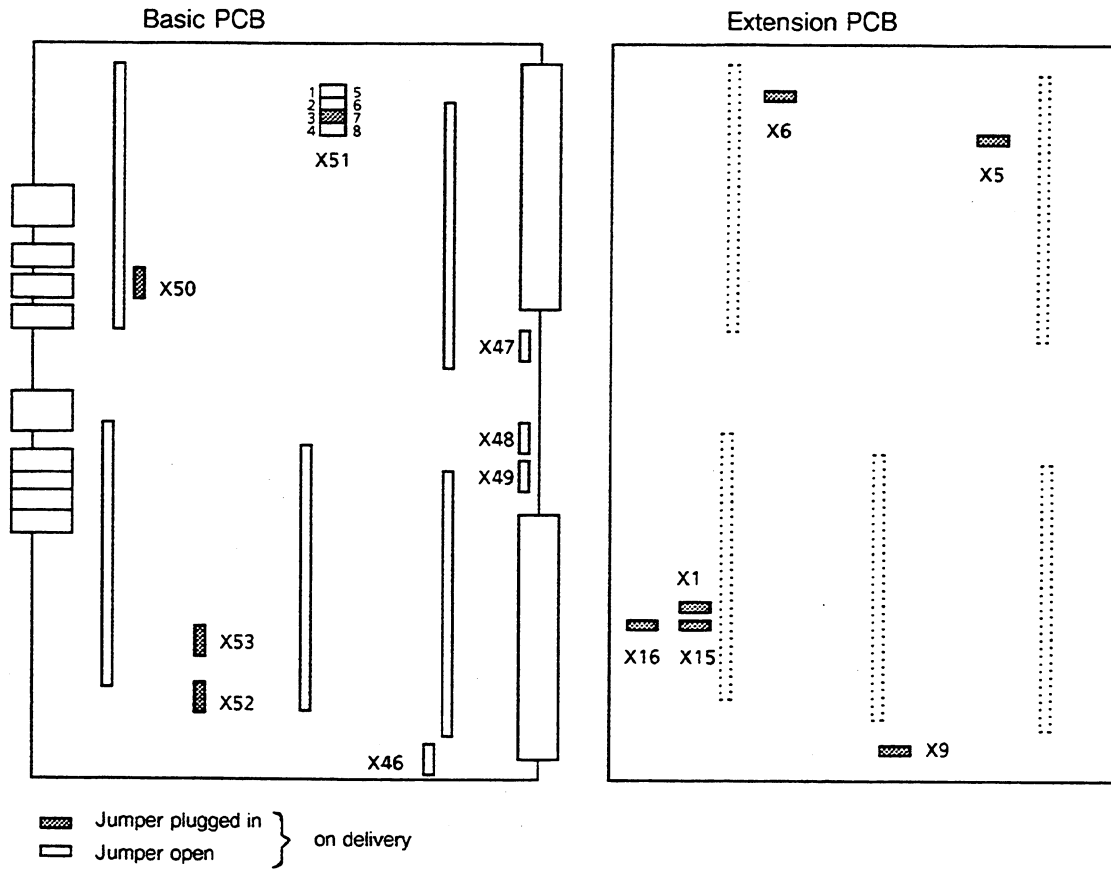 Basic PCB
Extension PCB
1 5
2 6
3 7
4 8
X51
X6
X5
X50
X47
X48
X49
X1
X53
X16 X15
X52
X46
X9
Jumper plugged in
on delivery
Jumper open